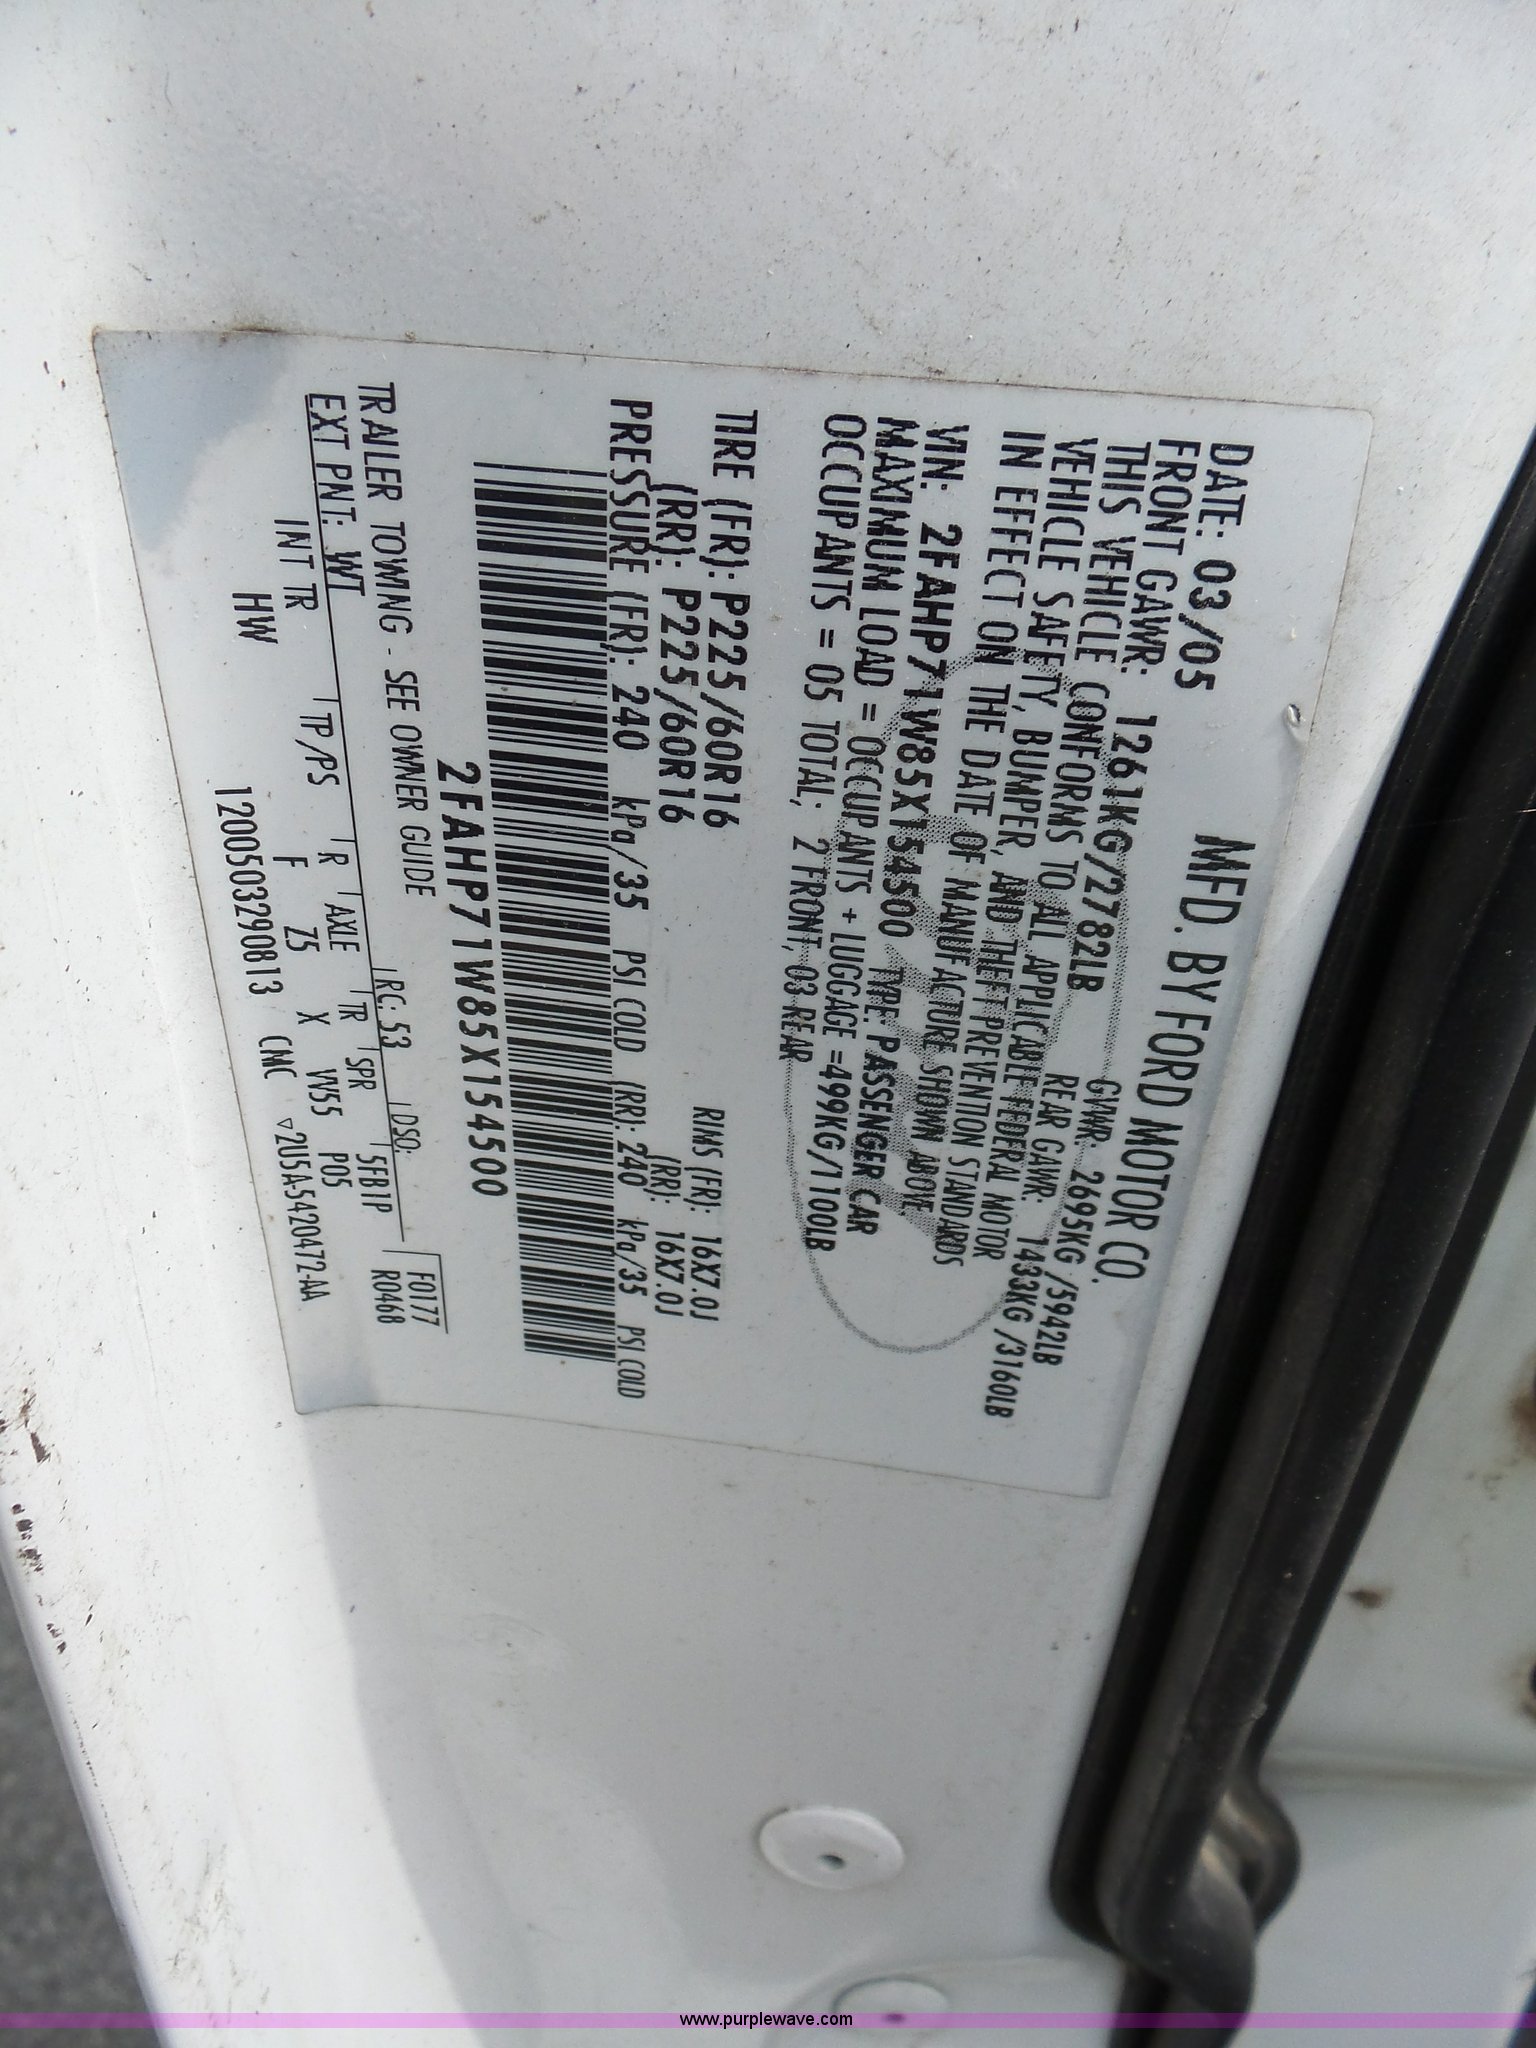 MFD. BY FORD MOTOR CO.
DATE: 03/05 GVWR: 2695KG /5942LB
FRONT GAWR: 1261KG/2782LB REAR GAWR: 1433KG /3160LB
THIS VEHICLE CONFORMS TO ALL APPLICABLE FEDERAL MOTOR
VEHICLE SAFETY, BUMPER, AND THEFT PREVENTION STANDARDS
IN EFFECT ON THE DATE OF MANUFACTURE SHOWN ABOVE.
VIN: 2FAHP71W85X154500 TYPE: PASSENGER CAR
MAXIMUM LOAD = OCCUPANTS + LUGGAGE =499KG/1100LB
OCCUPANTS = 05 TOTAL; 2 FRONT, 03 REAR
TIRE (FR): P225/60R16 RIMS (FR): 16X7.0J
(RR): P225/60R16 (RR): 16X7.0J
PRESSURE (FR): 240 kPa/35 PSI COLD (RR): 240 kPa/35 PSI COLD
2FAHP71W85X154500
TRAILER TOWING - SEE OWNER GUIDE F0177
EXT PNT: WT RC: 53 DSO: R0468
INT TR TP/PS R AXLE TR SPR 5FB1P
HW F Z5 X W55 P05
1200503290813 CMC ▽2U5A5420472-AA
www.purplewave.com